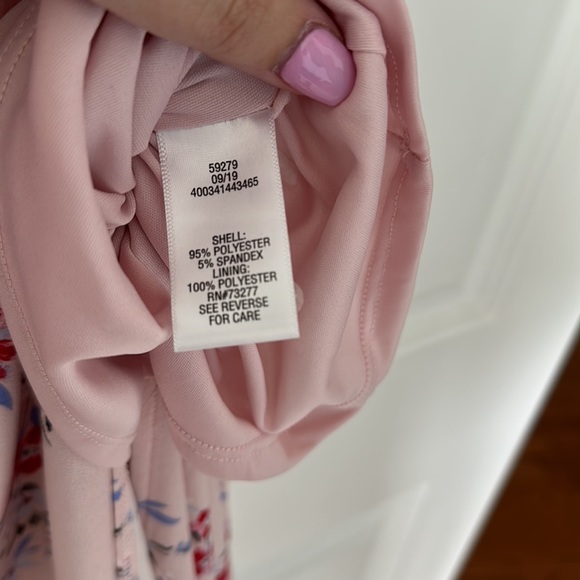 59279
09/19
400341443465
SHELL:
95% POLYESTER
5% SPANDEX
LINING:
100% POLYESTER
RN#73277
SEE REVERSE
FOR CARE